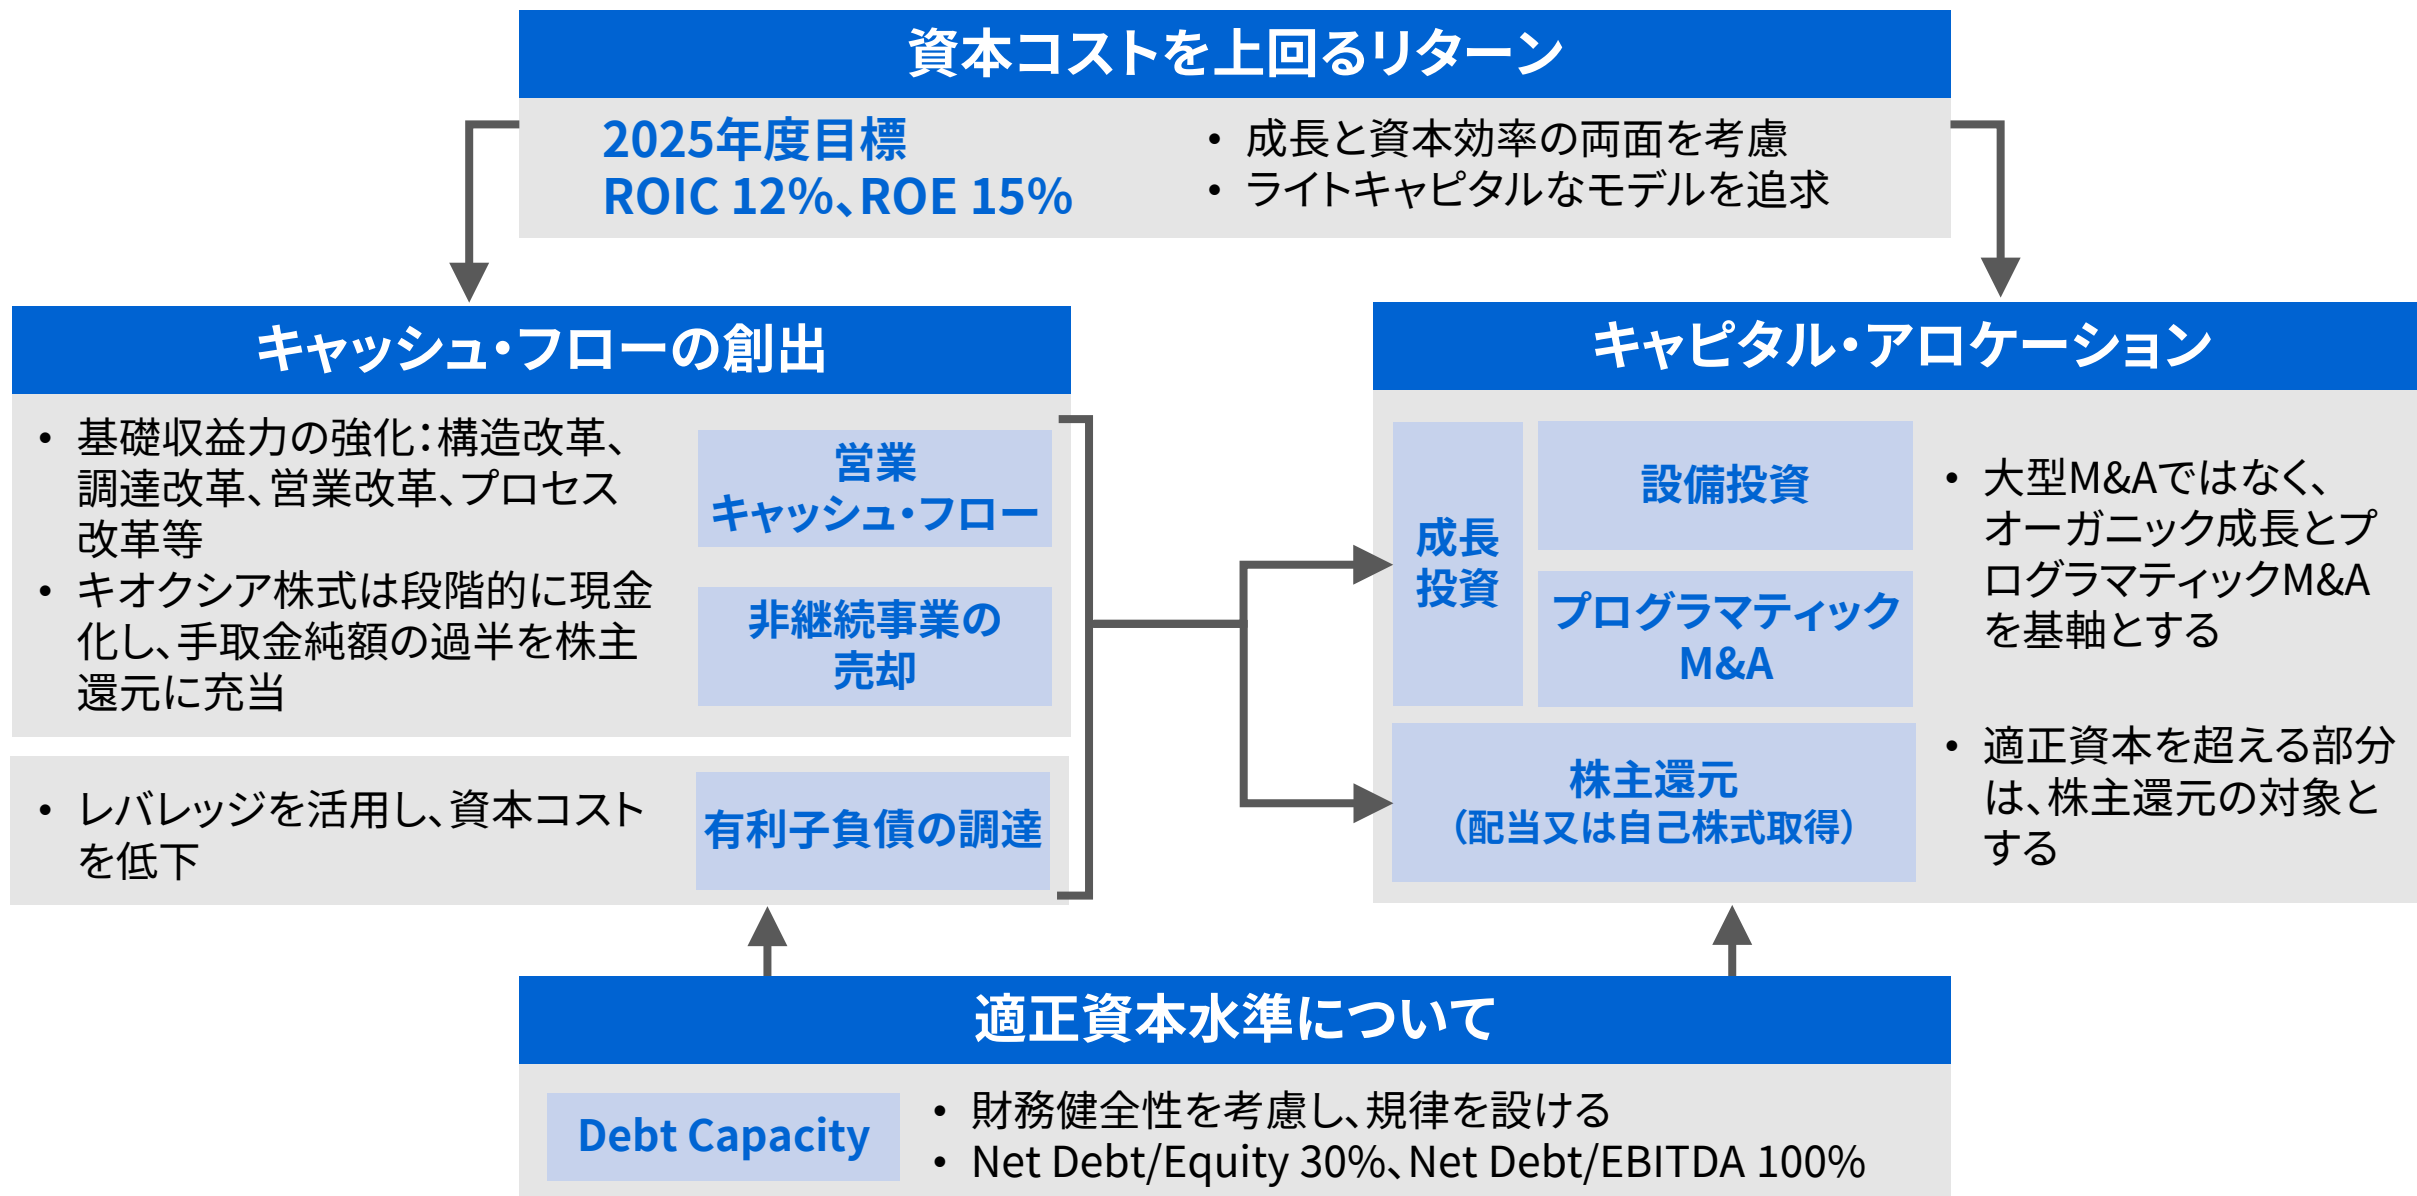 資本コストを上回るリターン
2025年度目標
ROIC 12%、ROE 15%
• 成長と資本効率の両面を考慮
• ライトキャピタルなモデルを追求
キャッシュ・フローの創出
• 基礎収益力の強化：構造改革、
調達改革、営業改革、プロセス
改革等
• キオクシア株式は段階的に現金
化し、手取金純額の過半を株主
還元に充当
営業
キャッシュ・フロー
非継続事業の
売却
• レバレッジを活用し、資本コスト
を低下
有利子負債の調達
キャピタル・アロケーション
成長
投資
設備投資
プログラマティック
M&A
• 大型M&Aではなく、
オーガニック成長とプ
ログラマティックM&A
を基軸とする
株主還元
（配当又は自己株式取得）
• 適正資本を超える部分
は、株主還元の対象と
する
適正資本水準について
Debt Capacity
• 財務健全性を考慮し、規律を設ける
• Net Debt/Equity 30%、Net Debt/EBITDA 100%